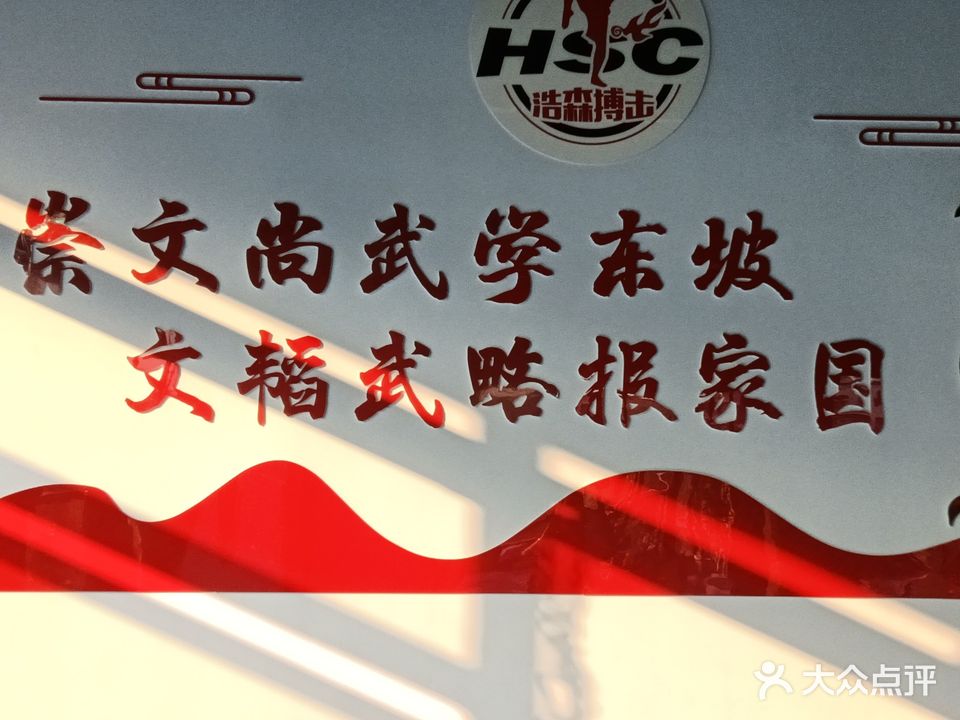 HSC
浩森搏击
崇文尚武学东坡
文韬武略报家国
大众点评